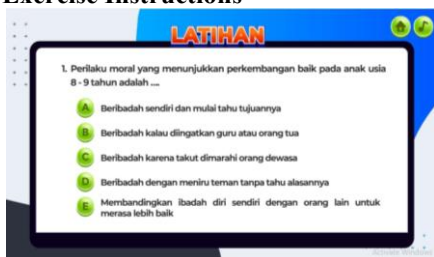 Exercise Instructions
LATIHAN
1. Perilaku moral yang menunjukkan perkembangan baik pada anak usia
8 - 9 tahun adalah ....
A Beribadah sendiri dan mulai tahu tujuannya
B Beribadah kalau diingatkan guru atau orang tua
C Beribadah karena takut dimarahi orang dewasa
D Beribadah dengan meniru teman tanpa tahu alasannya
E Membandingkan ibadah diri sendiri dengan orang lain untuk
merasa lebih baik
Activate Windows